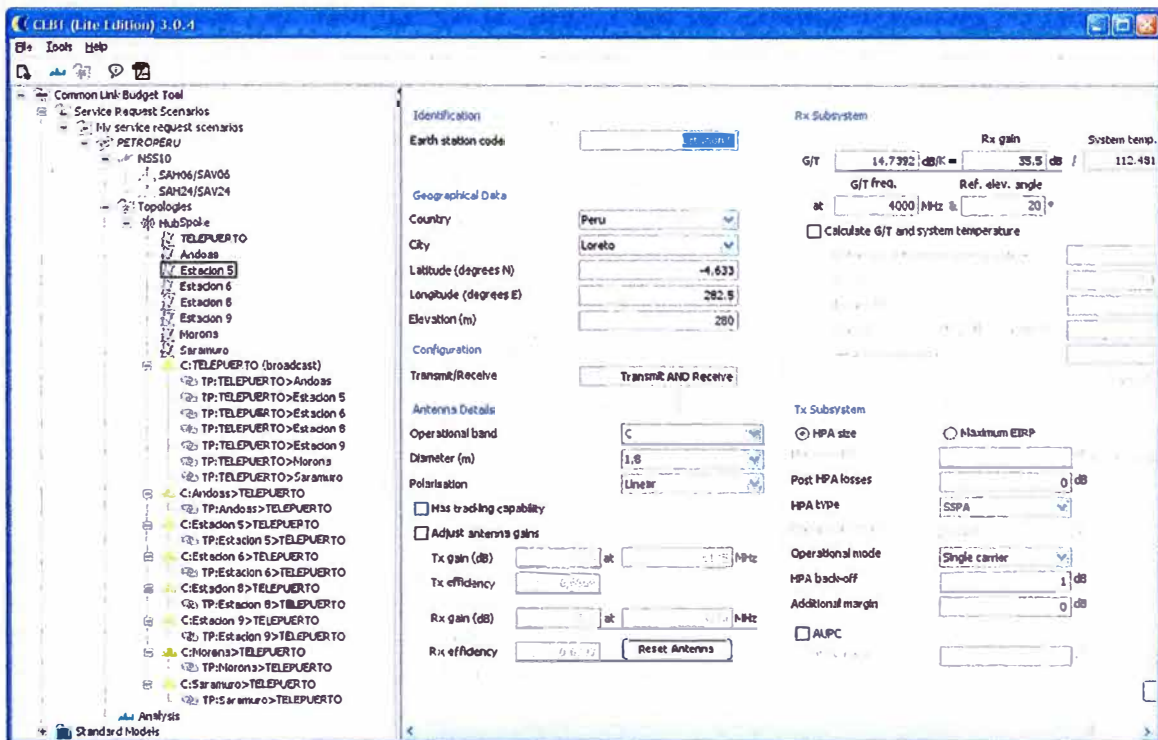 CLBT (Lite Edition) 3.0.4
File Tools Help
Common Link Budget Tool
Service Request Scenarios
My service request scenarios
PETROPERU
NSS10
SAH06/SAV06
SAH24/SAV24
Topologies
HubSpoke
TELEPUERTO
Andoas
Estacion 5
Estacion 6
Estacion 8
Estacion 9
Morona
Saramuro
C:TELEPUERTO (broadcast)
TP:TELEPUERTO>Andoas
TP:TELEPUERTO>Estacion 5
TP:TELEPUERTO>Estacion 6
TP:TELEPUERTO>Estacion 8
TP:TELEPUERTO>Estacion 9
TP:TELEPUERTO>Morona
TP:TELEPUERTO>Saramuro
C:Andoas>TELEPUERTO
TP:Andoas>TELEPUERTO
C:Estacion 5>TELEPUERTO
TP:Estacion 5>TELEPUERTO
C:Estacion 6>TELEPUERTO
TP:Estacion 6>TELEPUERTO
C:Estacion 8>TELEPUERTO
TP:Estacion 8>TELEPUERTO
C:Estacion 9>TELEPUERTO
TP:Estacion 9>TELEPUERTO
C:Morona>TELEPUERTO
TP:Morona>TELEPUERTO
C:Saramuro>TELEPUERTO
TP:Saramuro>TELEPUERTO
Analysis
Standard Models
Identification
Earth station code
Geographical Data
Country Peru
City Loreto
Latitude (degrees N) -4,633
Longitude (degrees E) 282.5
Elevation (m) 280
Configuration
Transmit/Receive Transmit AND Receive
Antenna Details
Operational band C
Diameter (m) 1,8
Polarisation Linear
Has tracking capability
Adjust antenna gains
Tx gain (dB) at MHz
Tx efficiency
Rx gain (dB) at MHz
Rx efficiency Reset Antenna
Rx Subsystem
Rx gain System temp.
G/T 14.7392 dB/K = 35,5 dB / 112.481
G/T freq. Ref. elev. angle
at 4000 MHz & 20 °
Calculate G/T and system temperature
Tx Subsystem
HPA size Maximum EIRP
Post HPA losses 0 dB
HPA type SSPA
Operational mode Single carrier
HPA back-off 1 dB
Additional margin 0 dB
AUPC